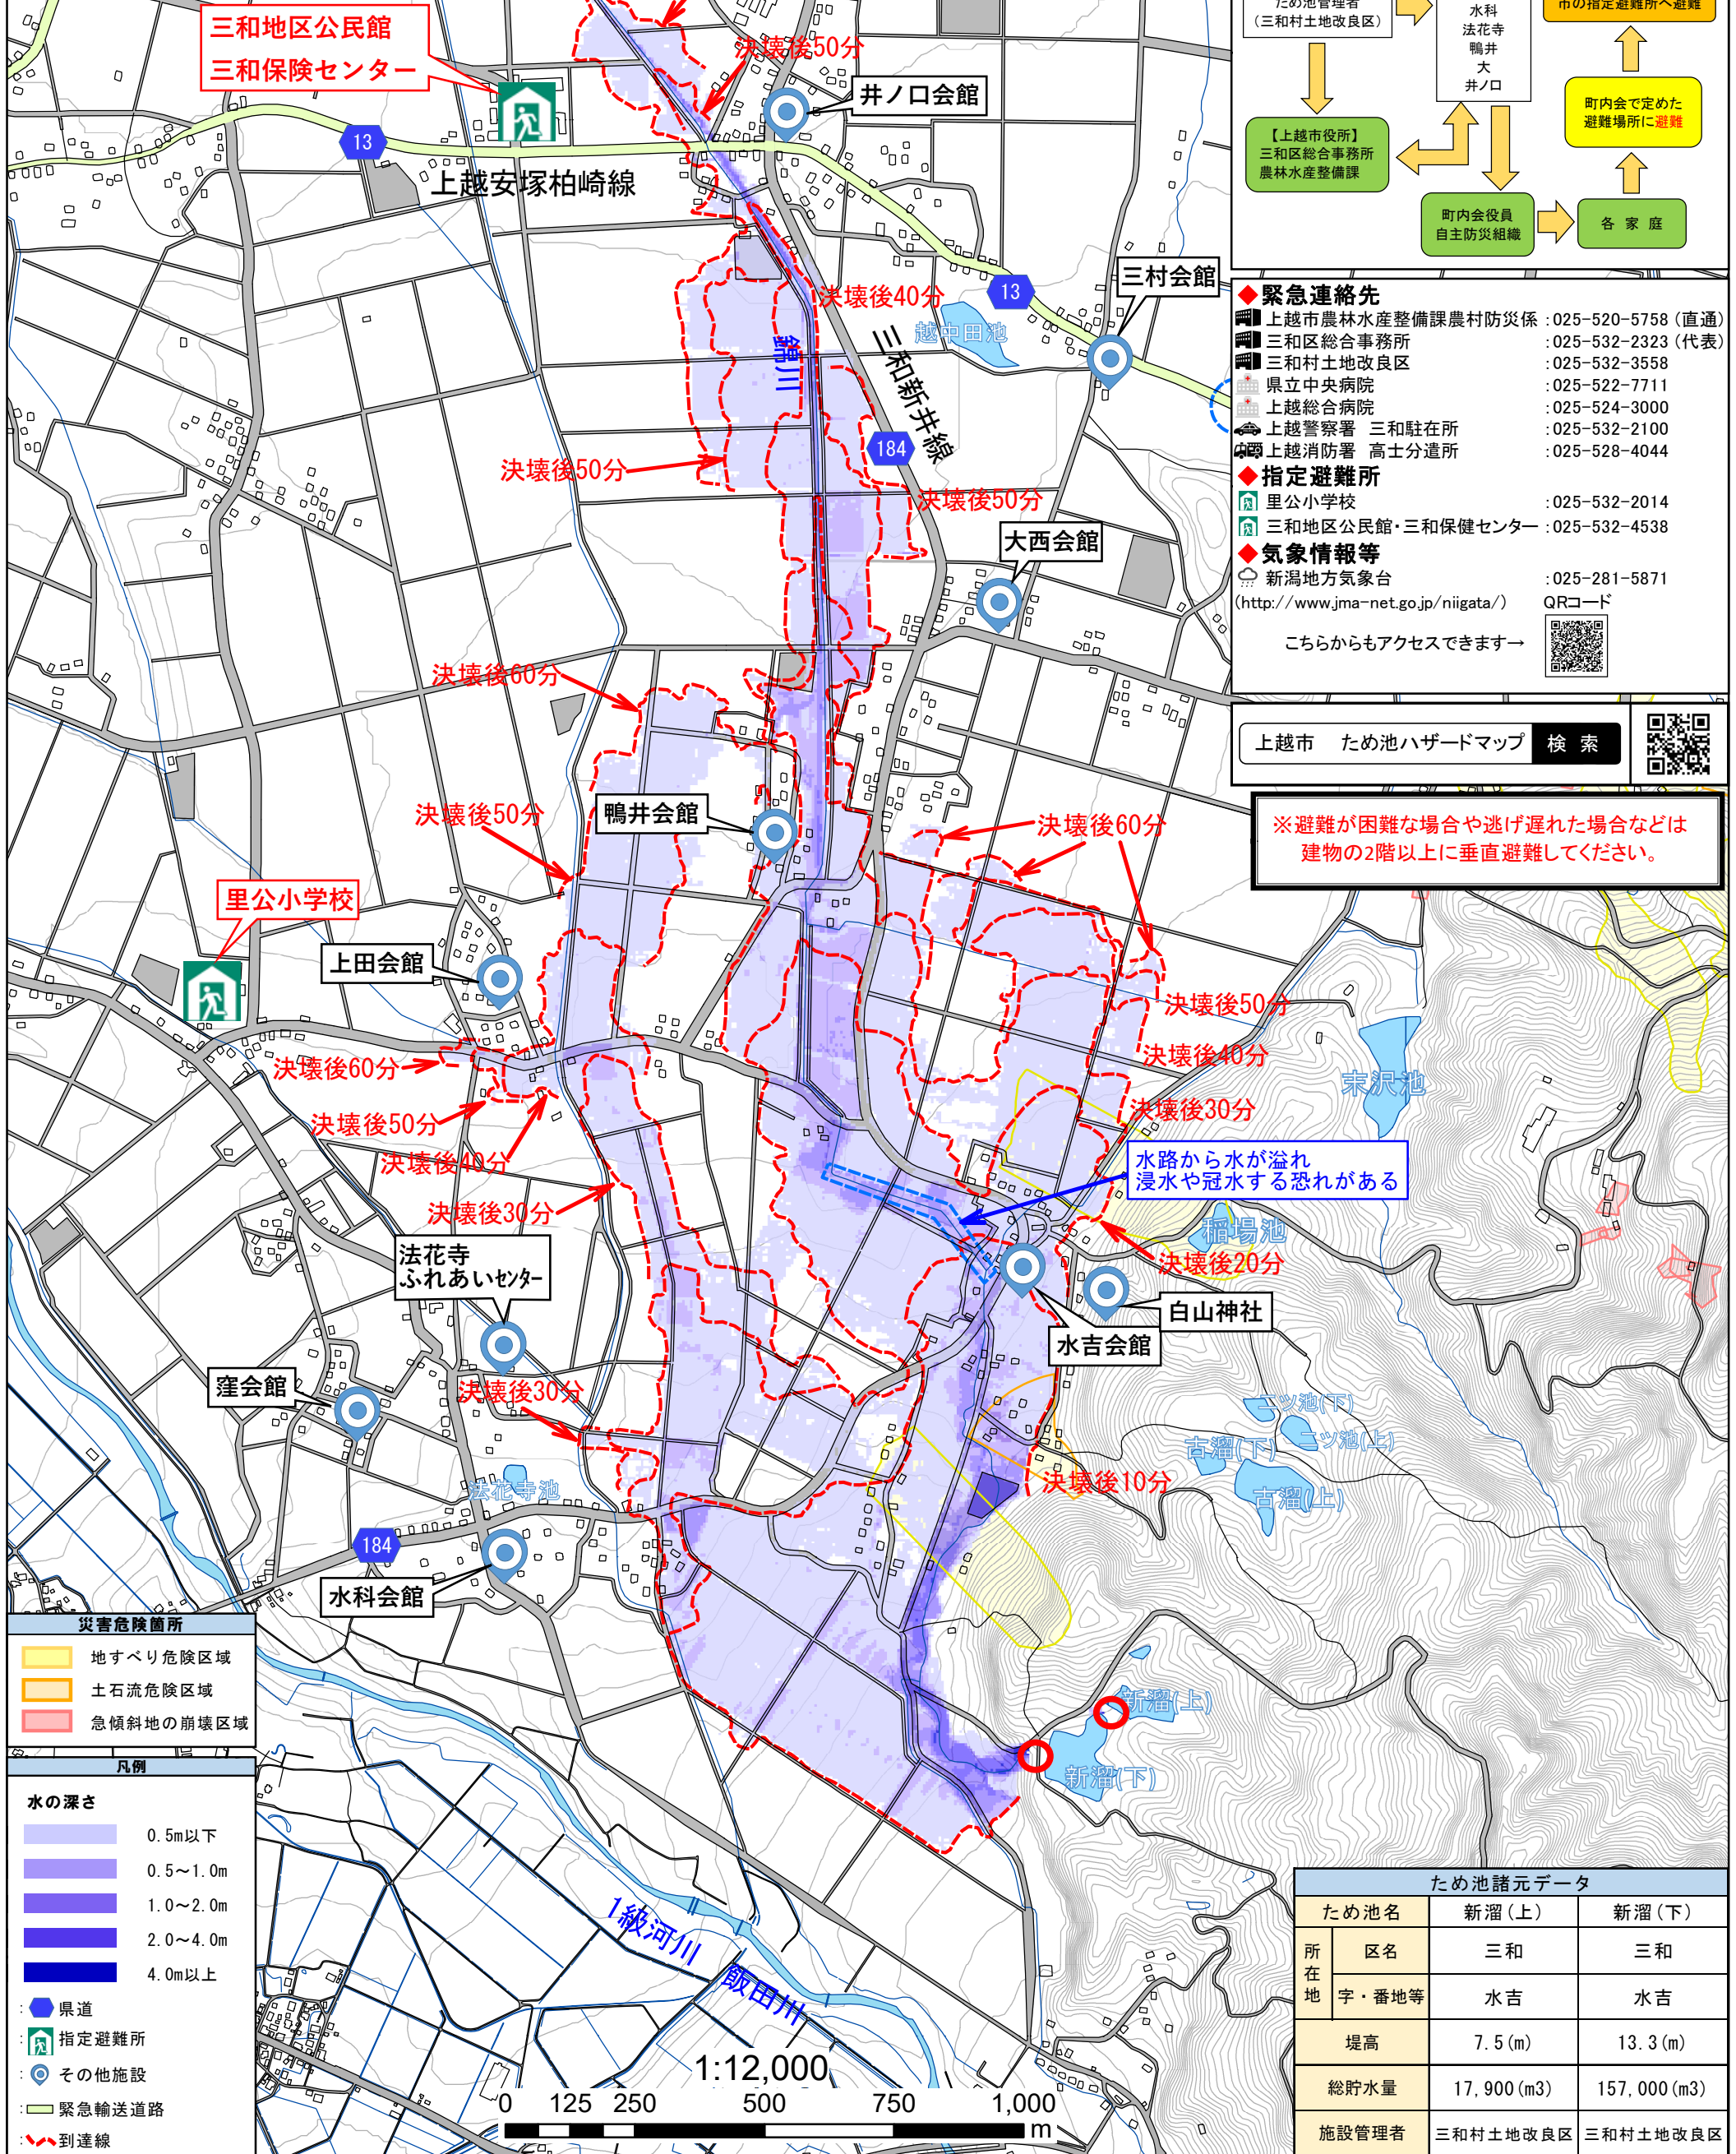 三和地区公民館
三和保険センター
13
上越安塚柏崎線
決壊後50分
井ノ口会館
三村会館
13
越中田池
決壊後40分
錦川
三和新井線
184
決壊後50分
決壊後50分
大西会館
決壊後60分
決壊後50分
鴨井会館
決壊後60分
里公小学校
上田会館
決壊後50分
決壊後40分
決壊後60分
決壊後50分
決壊後40分
決壊後30分
末沢池
決壊後30分
水路から水が溢れ
浸水や冠水する恐れがある
稲場池
決壊後20分
法花寺
ふれあいセンター
白山神社
水吉会館
窪会館
決壊後30分
二ツ池(下)
二ツ池(上)
古溜(下)
古溜(上)
決壊後10分
法花寺池
184
水科会館
新溜(上)
新溜(下)
1級河川 飯田川
ため池管理者
(三和村土地改良区)
水科
法花寺
鴨井
大
井ノ口
市の指定避難所へ避難
町内会で定めた
避難場所に避難
【上越市役所】
三和区総合事務所
農林水産整備課
町内会役員
自主防災組織
各 家 庭
◆緊急連絡先
上越市農林水産整備課農村防災係 :025-520-5758(直通)
三和区総合事務所 :025-532-2323(代表)
三和村土地改良区 :025-532-3558
県立中央病院 :025-522-7711
上越総合病院 :025-524-3000
上越警察署 三和駐在所 :025-532-2100
上越消防署 高士分遣所 :025-528-4044
◆指定避難所
里公小学校 :025-532-2014
三和地区公民館・三和保健センター :025-532-4538
◆気象情報等
新潟地方気象台 :025-281-5871
(http://www.jma-net.go.jp/niigata/) QRコード
こちらからもアクセスできます→
上越市 ため池ハザードマップ 検 索
※避難が困難な場合や逃げ遅れた場合などは
建物の2階以上に垂直避難してください。
災害危険箇所
地すべり危険区域
土石流危険区域
急傾斜地の崩壊区域
凡例
水の深さ
0.5m以下
0.5～1.0m
1.0～2.0m
2.0～4.0m
4.0m以上
: 県道
: 指定避難所
: その他施設
: 緊急輸送道路
: 到達線
1:12,000
0 125 250 500 750 1,000
m
ため池諸元データ
ため池名 新溜(上) 新溜(下)
所在地 区名 三和 三和
字・番地等 水吉 水吉
堤高 7.5(m) 13.3(m)
総貯水量 17,900(m3) 157,000(m3)
施設管理者 三和村土地改良区 三和村土地改良区